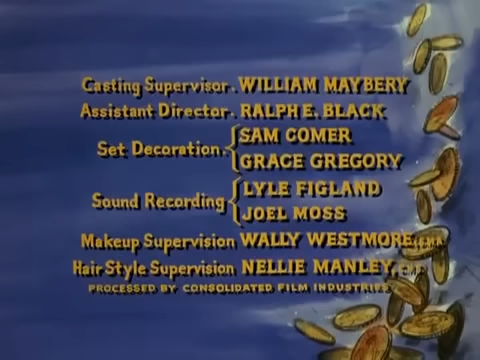 Casting Supervisor. WILLIAM MAYBERY
Assistant Director. RALPH E. BLACK
Set Decoration. { SAM COMER
GRACE GREGORY
Sound Recording { LYLE FIGLAND
JOEL MOSS
Makeup Supervision WALLY WESTMORE,
Hair Style Supervision NELLIE MANLEY,
PROCESSED BY CONSOLIDATED FILM INDUSTRIES